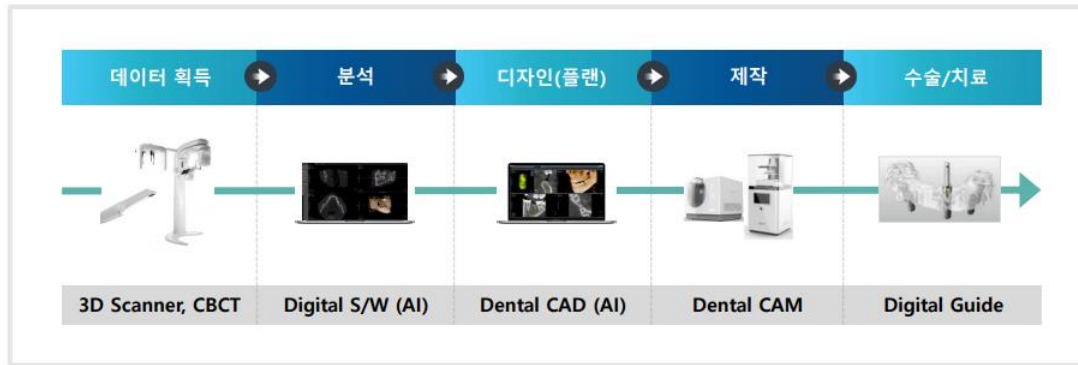 데이터 획득
분석
디자인(플랜)
제작
수술/치료
3D Scanner, CBCT
Digital S/W (AI)
Dental CAD (AI)
Dental CAM
Digital Guide